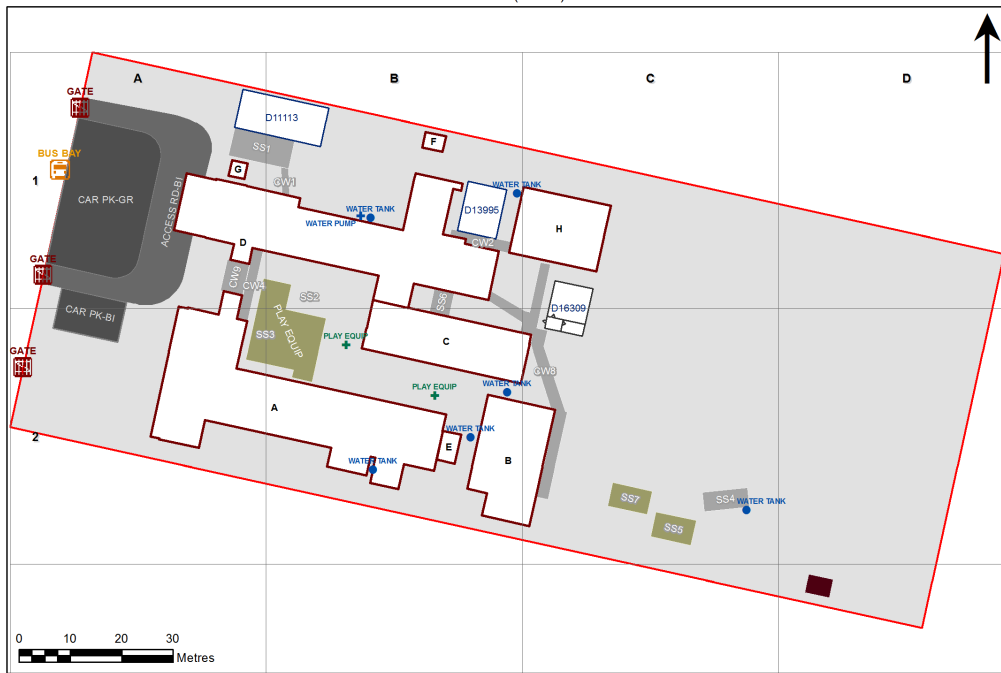 A B C D
GATE
D11113
F
SS1
BUS BAY
G
1
CW1
WATER TANK
CAR PK-GR
ACCESS RD-BI
WATER TANK
D13995
WATER PUMP
H
D
CW2
GATE
CW9
CW4
SS2
SS6
D16309
CAR PK-BI
PLAY EQUIP
SS3
PLAY EQUIP
C
GATE
CW8
PLAY EQUIP
WATER TANK
A
WATER TANK
2
E
B
WATER TANK
SS7
SS4
WATER TANK
SS5
0 10 20 30
Metres